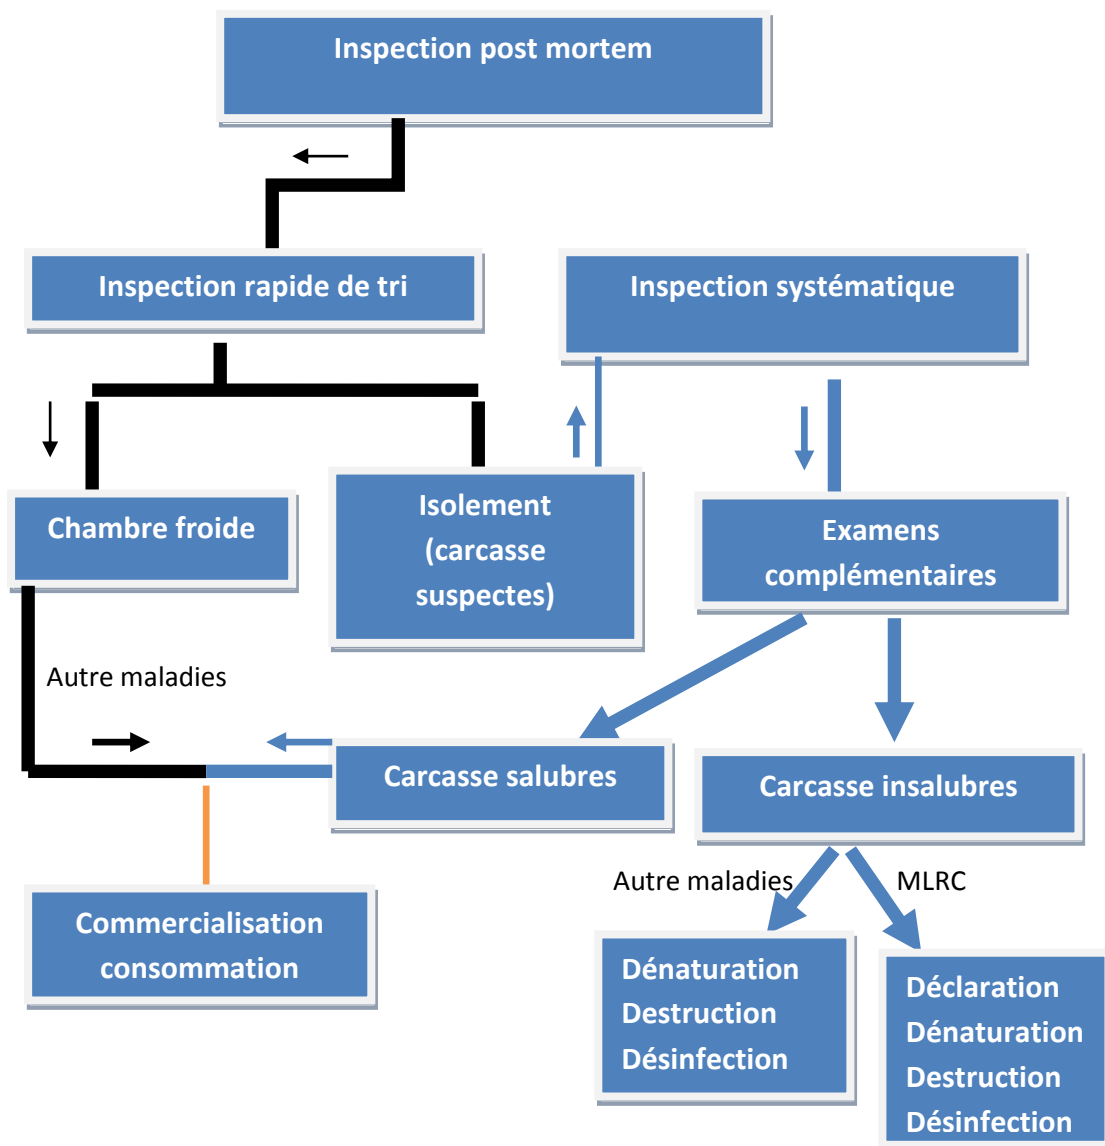 Inspection post mortem
Inspection rapide de tri
Inspection systématique
Chambre froide
Isolement
(carcasse
suspectes)
Examens
complémentaires
Autre maladies
Carcasse salubres
Carcasse insalubres
Autre maladies
MLRC
Commercialisation
consommation
Dénaturation
Destruction
Désinfection
Déclaration
Dénaturation
Destruction
Désinfection